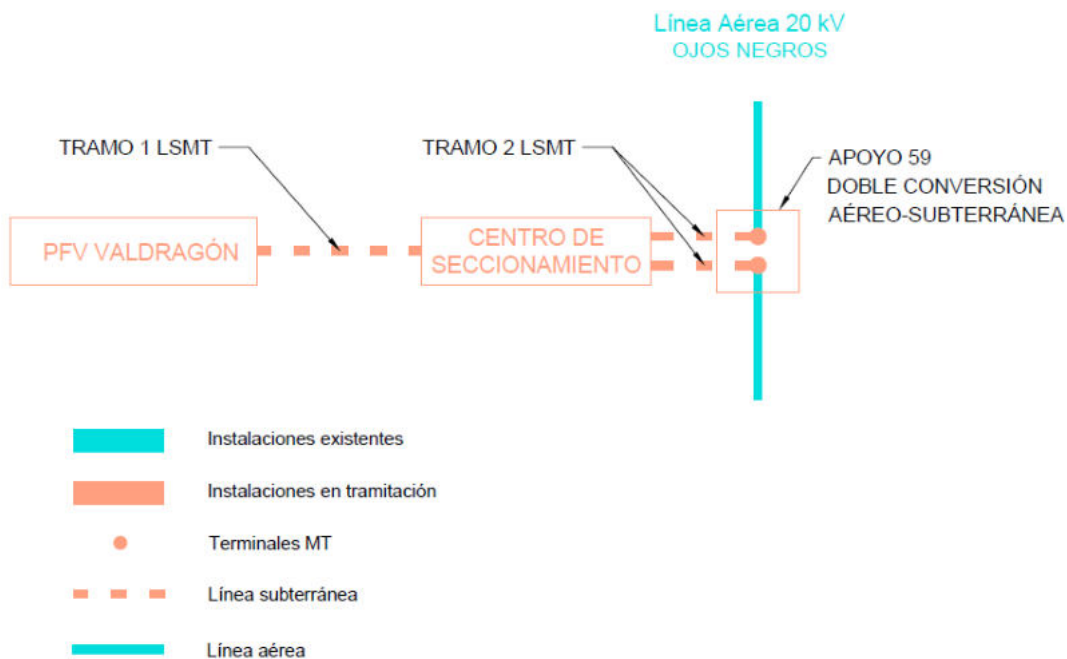 Línea Aérea 20 kV
OJOS NEGROS
TRAMO 1 LSMT
TRAMO 2 LSMT
APOYO 59
DOBLE CONVERSIÓN
AÉREO-SUBTERRÁNEA
PFV VALDRAGÓN
CENTRO DE
SECCIONAMIENTO
Instalaciones existentes
Instalaciones en tramitación
Terminales MT
Línea subterránea
Línea aérea